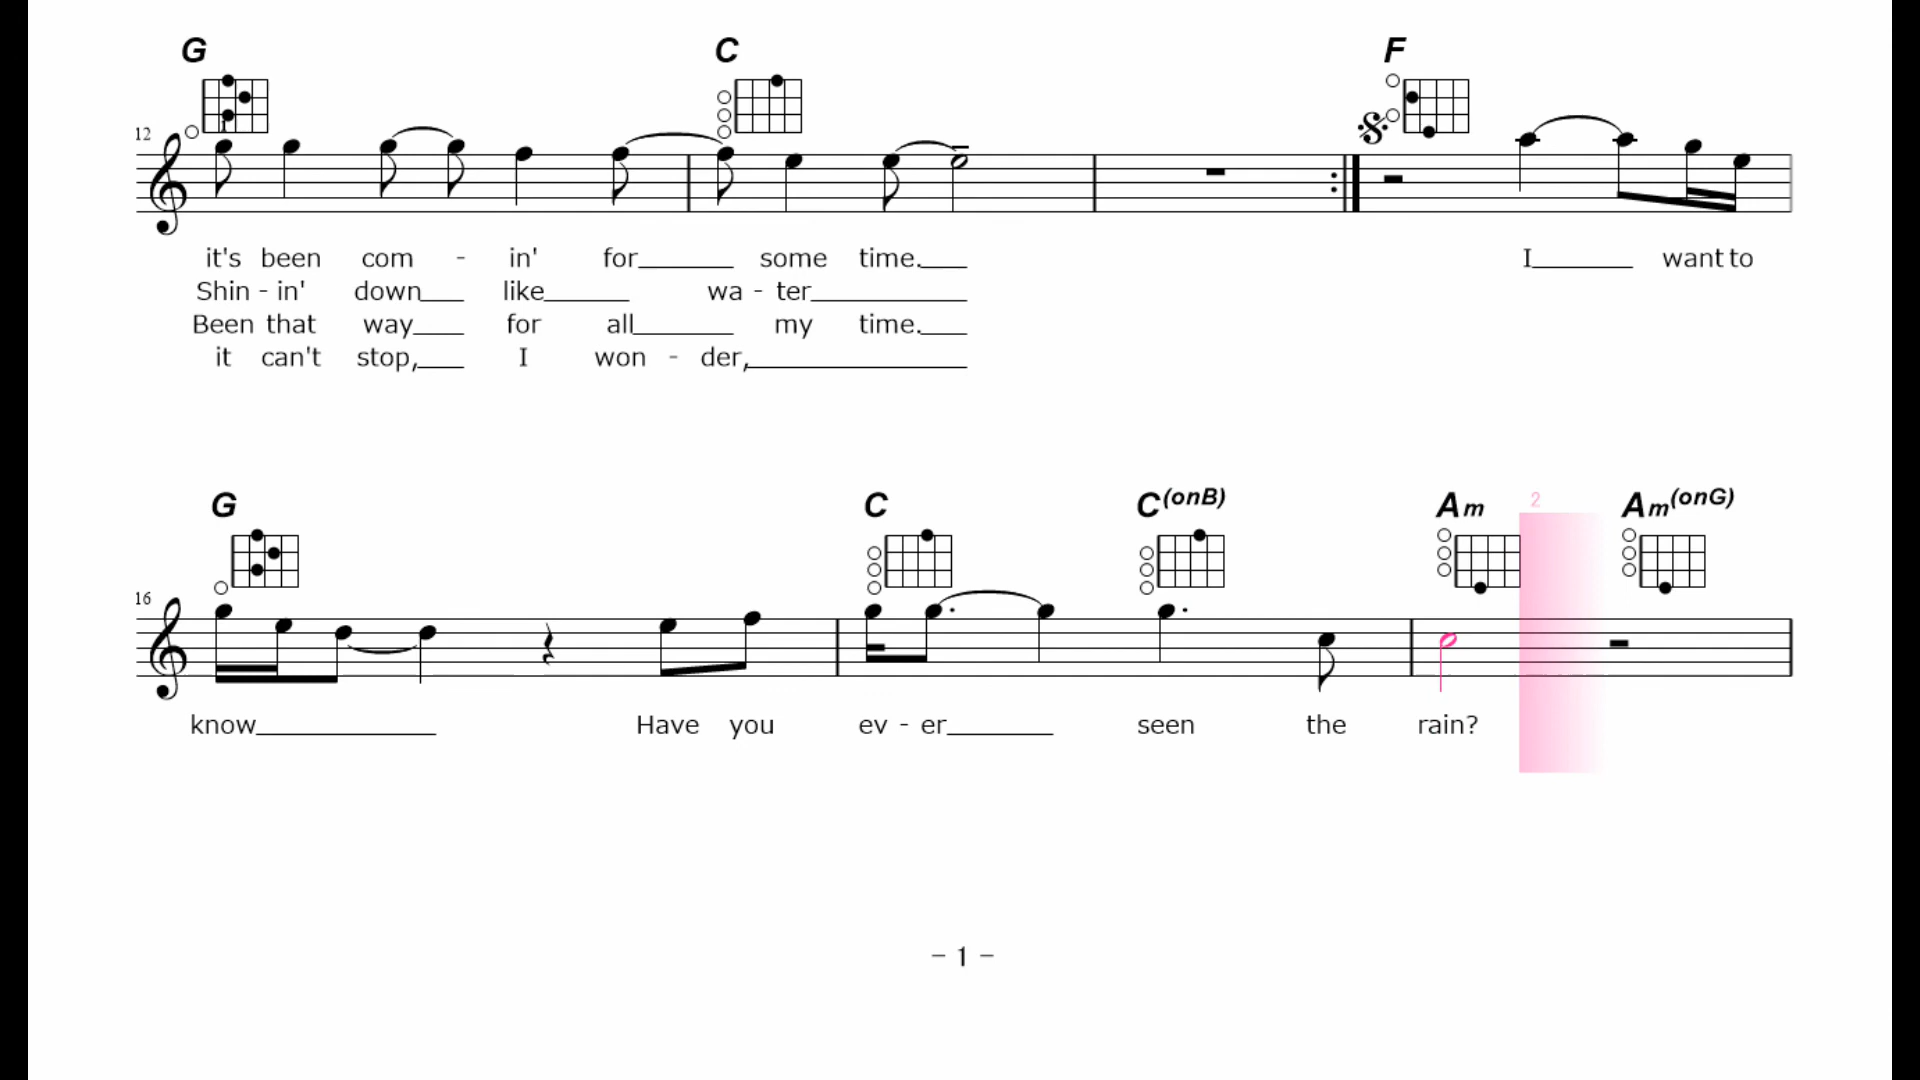 G C F
12
it's been com - in' for some time. I want to
Shin - in' down like wa - ter
Been that way for all my time.
it can't stop, I won - der,
G C C(onB) Am 2 Am(onG)
16
know Have you ev - er seen the rain?
- 1 -